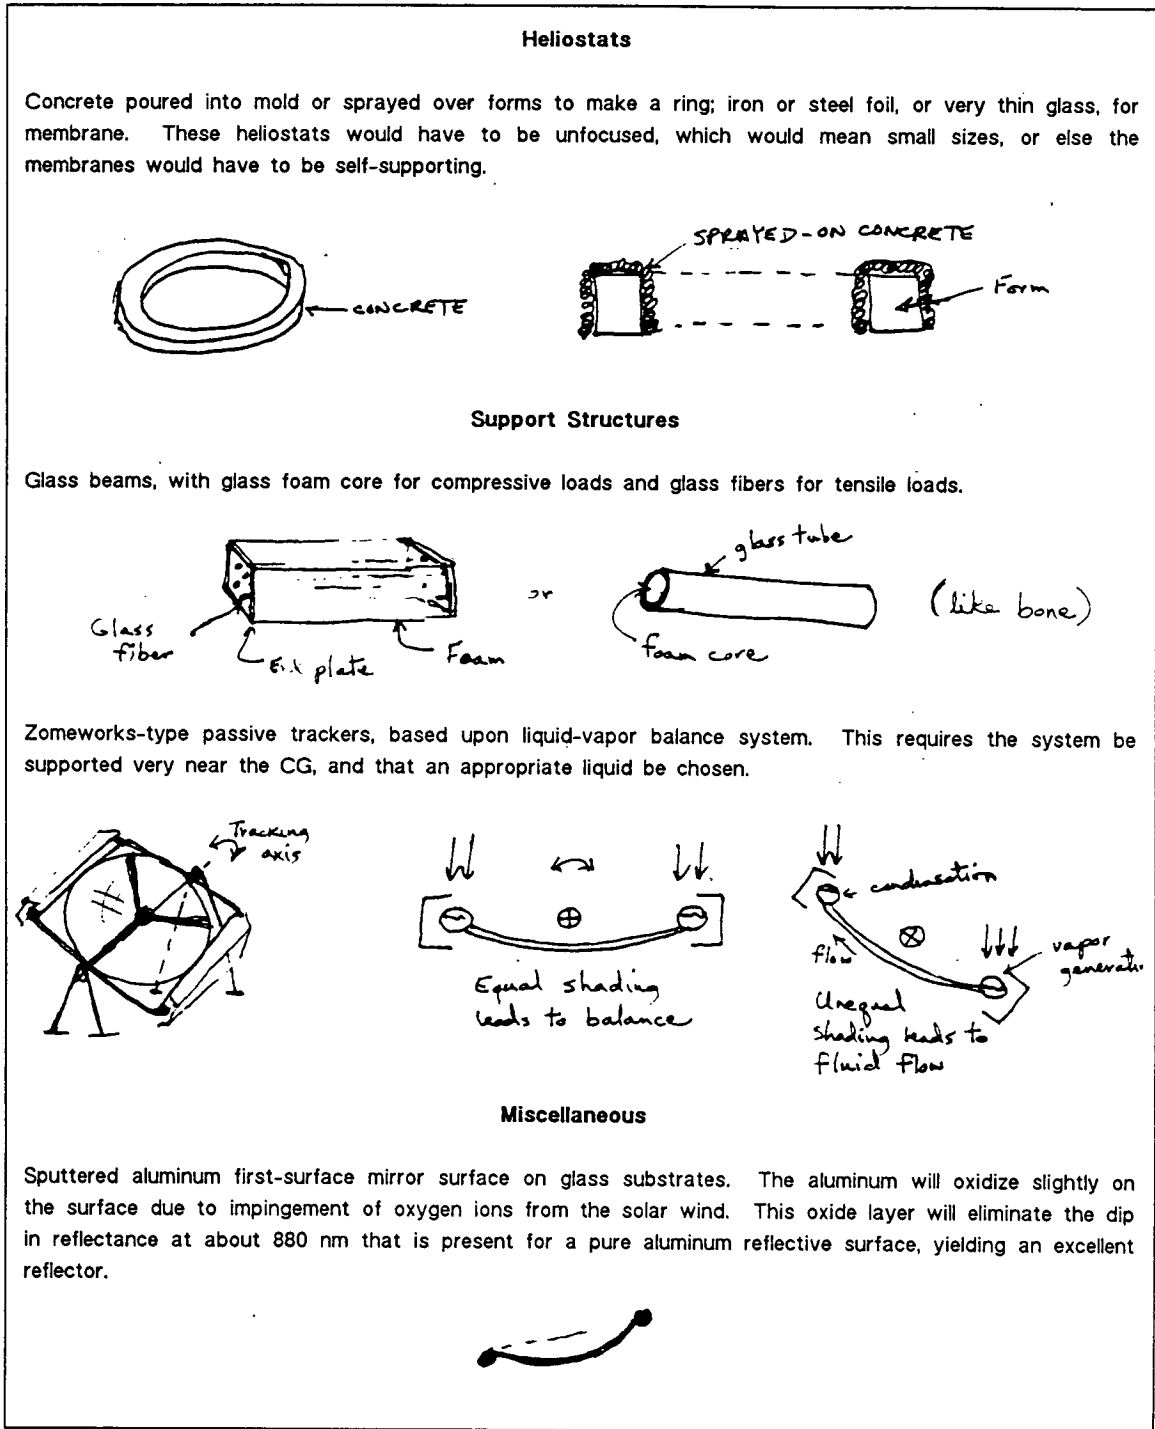 Heliostats
Concrete poured into mold or sprayed over forms to make a ring; iron or steel foil, or very thin glass, for
membrane. These heliostats would have to be unfocused, which would mean small sizes, or else the
membranes would have to be self-supporting.
SPRAYED-ON CONCRETE
CONCRETE
Form
Support Structures
Glass beams, with glass foam core for compressive loads and glass fibers for tensile loads.
glass tube
or
(like bone)
Glass
fiber
End plate
Foam
foam core
Zomeworks-type passive trackers, based upon liquid-vapor balance system. This requires the system be
supported very near the CG, and that an appropriate liquid be chosen.
Tracking
axis
condensation
flow
vapor
Equal shading
leads to balance
Unequal
shading leads to
fluid flow
Miscellaneous
Sputtered aluminum first-surface mirror surface on glass substrates. The aluminum will oxidize slightly on
the surface due to impingement of oxygen ions from the solar wind. This oxide layer will eliminate the dip
in reflectance at about 880 nm that is present for a pure aluminum reflective surface, yielding an excellent
reflector.